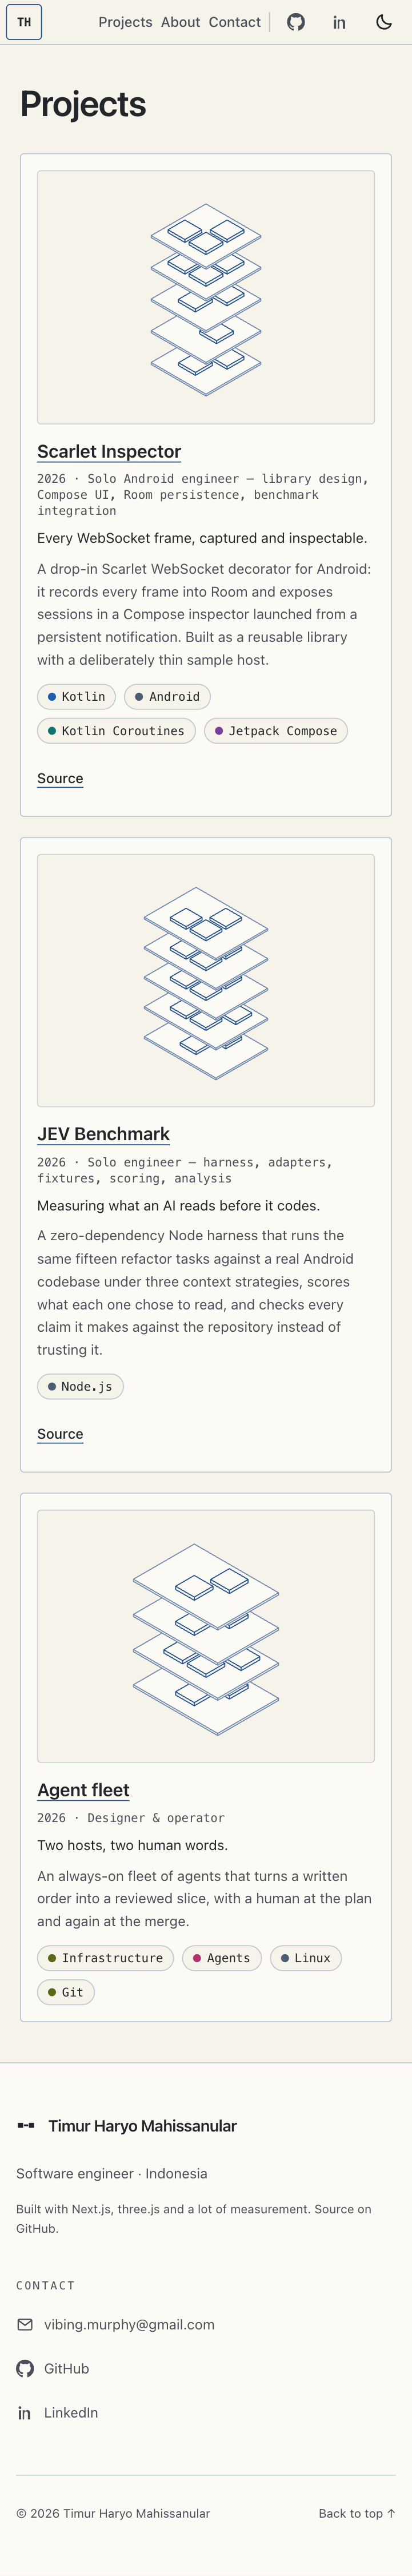 TH
Projects About Contact
Projects
Scarlet Inspector
2026 · Solo Android engineer — library design,
Compose UI, Room persistence, benchmark
integration
Every WebSocket frame, captured and inspectable.
A drop-in Scarlet WebSocket decorator for Android:
it records every frame into Room and exposes
sessions in a Compose inspector launched from a
persistent notification. Built as a reusable library
with a deliberately thin sample host.
Kotlin Android
Kotlin Coroutines Jetpack Compose
Source
JEV Benchmark
2026 · Solo engineer — harness, adapters,
fixtures, scoring, analysis
Measuring what an AI reads before it codes.
A zero-dependency Node harness that runs the
same fifteen refactor tasks against a real Android
codebase under three context strategies, scores
what each one chose to read, and checks every
claim it makes against the repository instead of
trusting it.
Node.js
Source
Agent fleet
2026 · Designer & operator
Two hosts, two human words.
An always-on fleet of agents that turns a written
order into a reviewed slice, with a human at the plan
and again at the merge.
Infrastructure Agents Linux
Git
Timur Haryo Mahissanular
Software engineer · Indonesia
Built with Next.js, three.js and a lot of measurement. Source on
GitHub.
CONTACT
vibing.murphy@gmail.com
GitHub
in LinkedIn
© 2026 Timur Haryo Mahissanular Back to top ↑